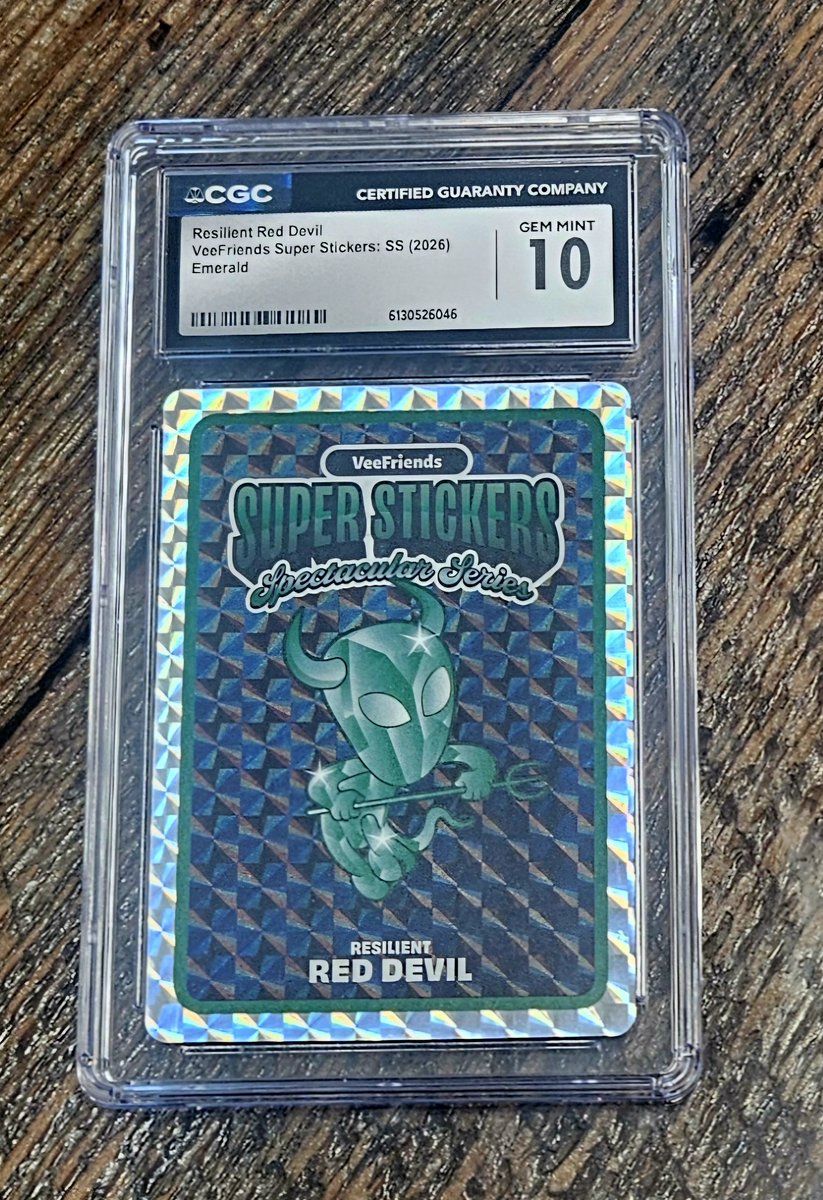 CGC CERTIFIED GUARANTY COMPANY
Resilient Red Devil
VeeFriends Super Stickers: SS (2026)
Emerald
GEM MINT
10
6130526046
VeeFriends
SUPER STICKERS
Spectacular Series
RESILIENT
RED DEVIL